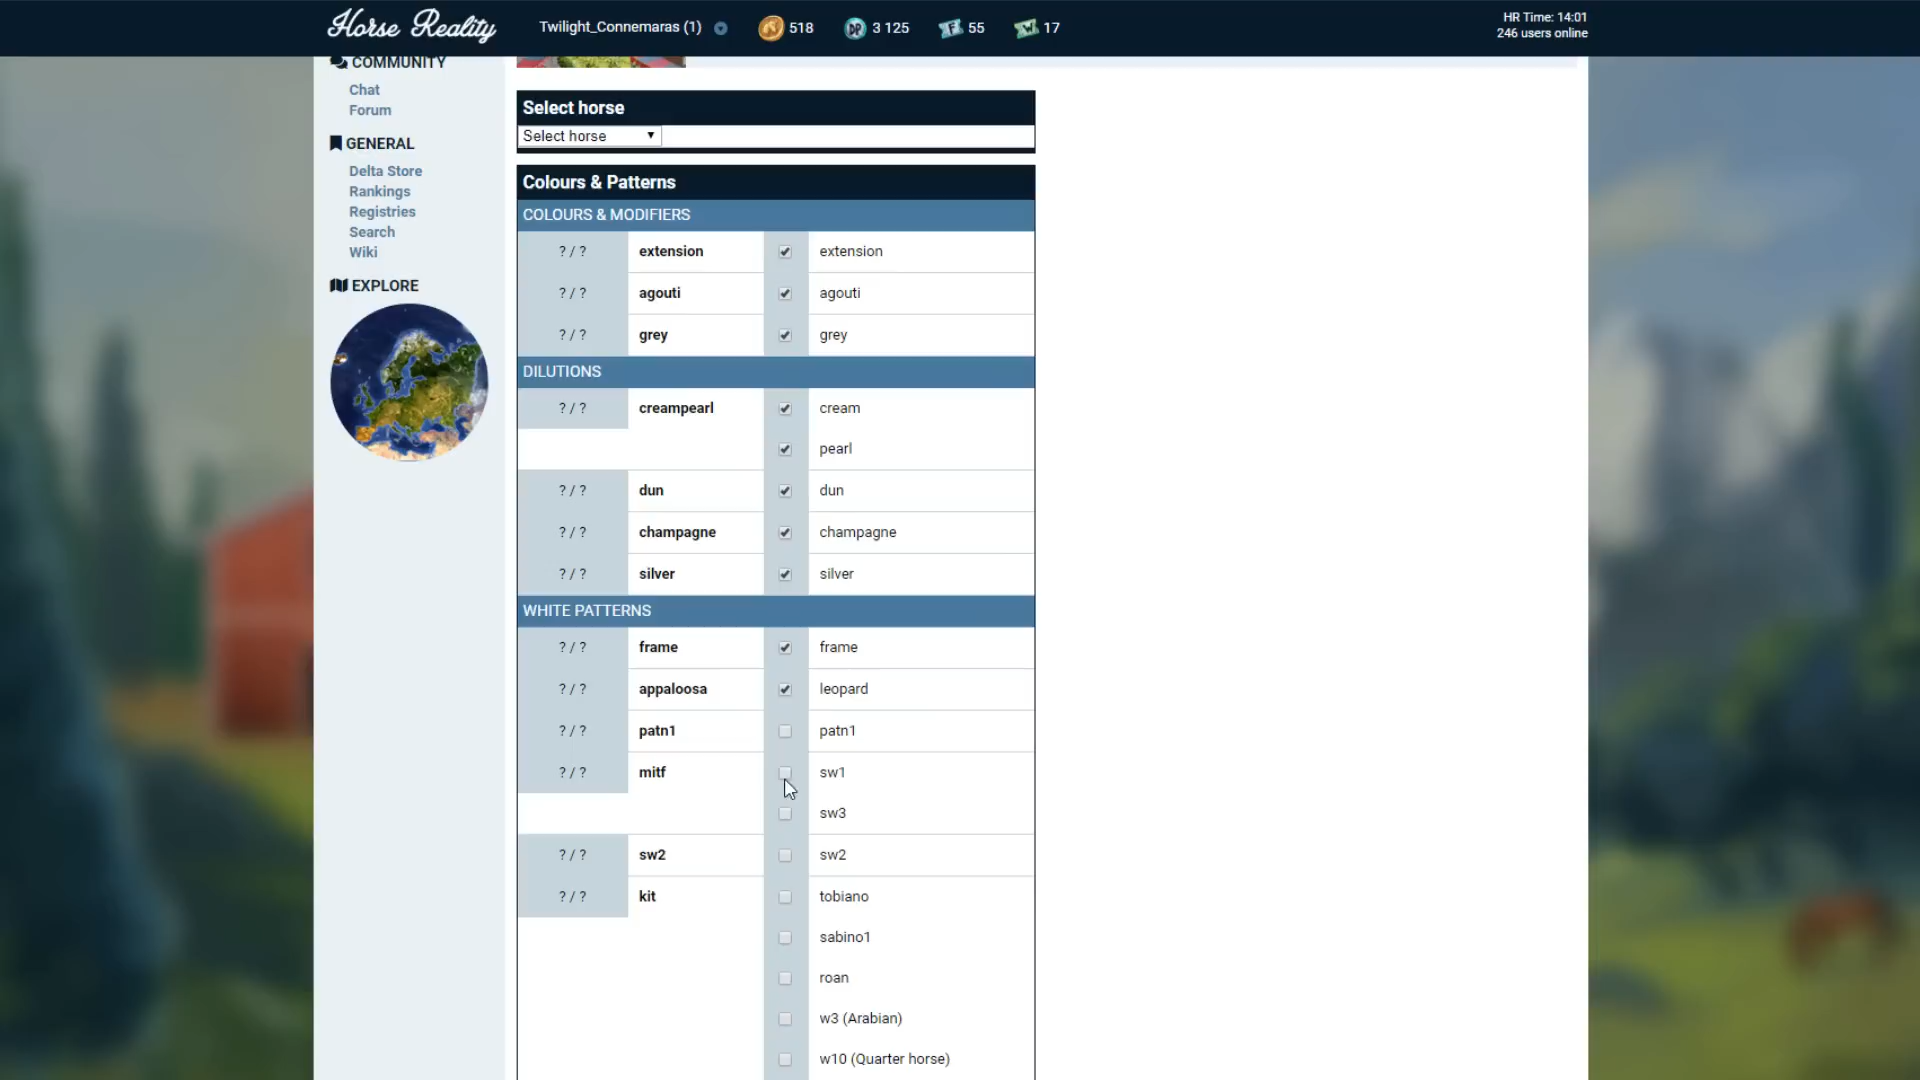 Horse Reality
Twilight_Connemaras (1)
518
DP
3 125
55
17
HR Time: 14:01
246 users online
COMMUNITY
Chat
Forum
GENERAL
Delta Store
Rankings
Registries
Search
Wiki
EXPLORE
Select horse
Select horse
Colours & Patterns
COLOURS & MODIFIERS
? / ? extension extension
? / ? agouti agouti
? / ? grey grey
DILUTIONS
? / ? creampearl cream
pearl
? / ? dun dun
? / ? champagne champagne
? / ? silver silver
WHITE PATTERNS
? / ? frame frame
? / ? appaloosa leopard
? / ? patn1 patn1
? / ? mitf sw1
sw3
? / ? sw2 sw2
? / ? kit tobiano
sabino1
roan
w3 (Arabian)
w10 (Quarter horse)